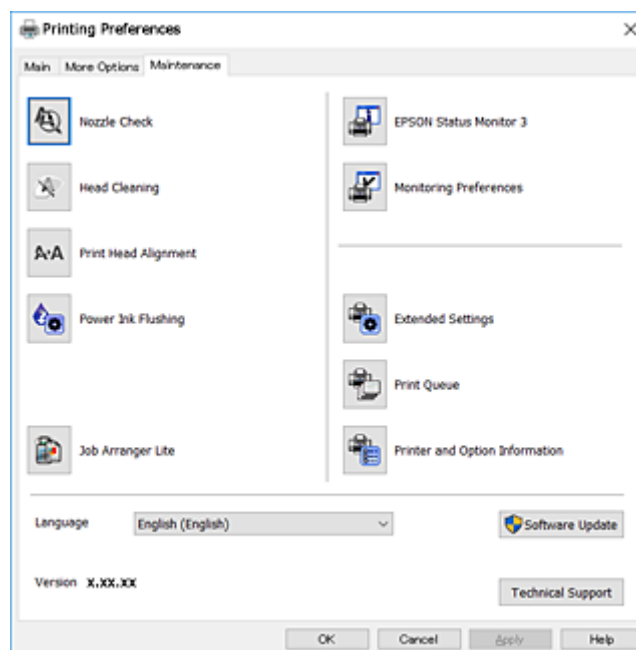 Printing Preferences
Main More Options Maintenance
Nozzle Check
Head Cleaning
A·A Print Head Alignment
Power Ink Flushing
Job Arranger Lite
EPSON Status Monitor 3
Monitoring Preferences
Extended Settings
Print Queue
Printer and Option Information
Language English (English)
Software Update
Version X.XX.XX
Technical Support
OK Cancel Apply Help